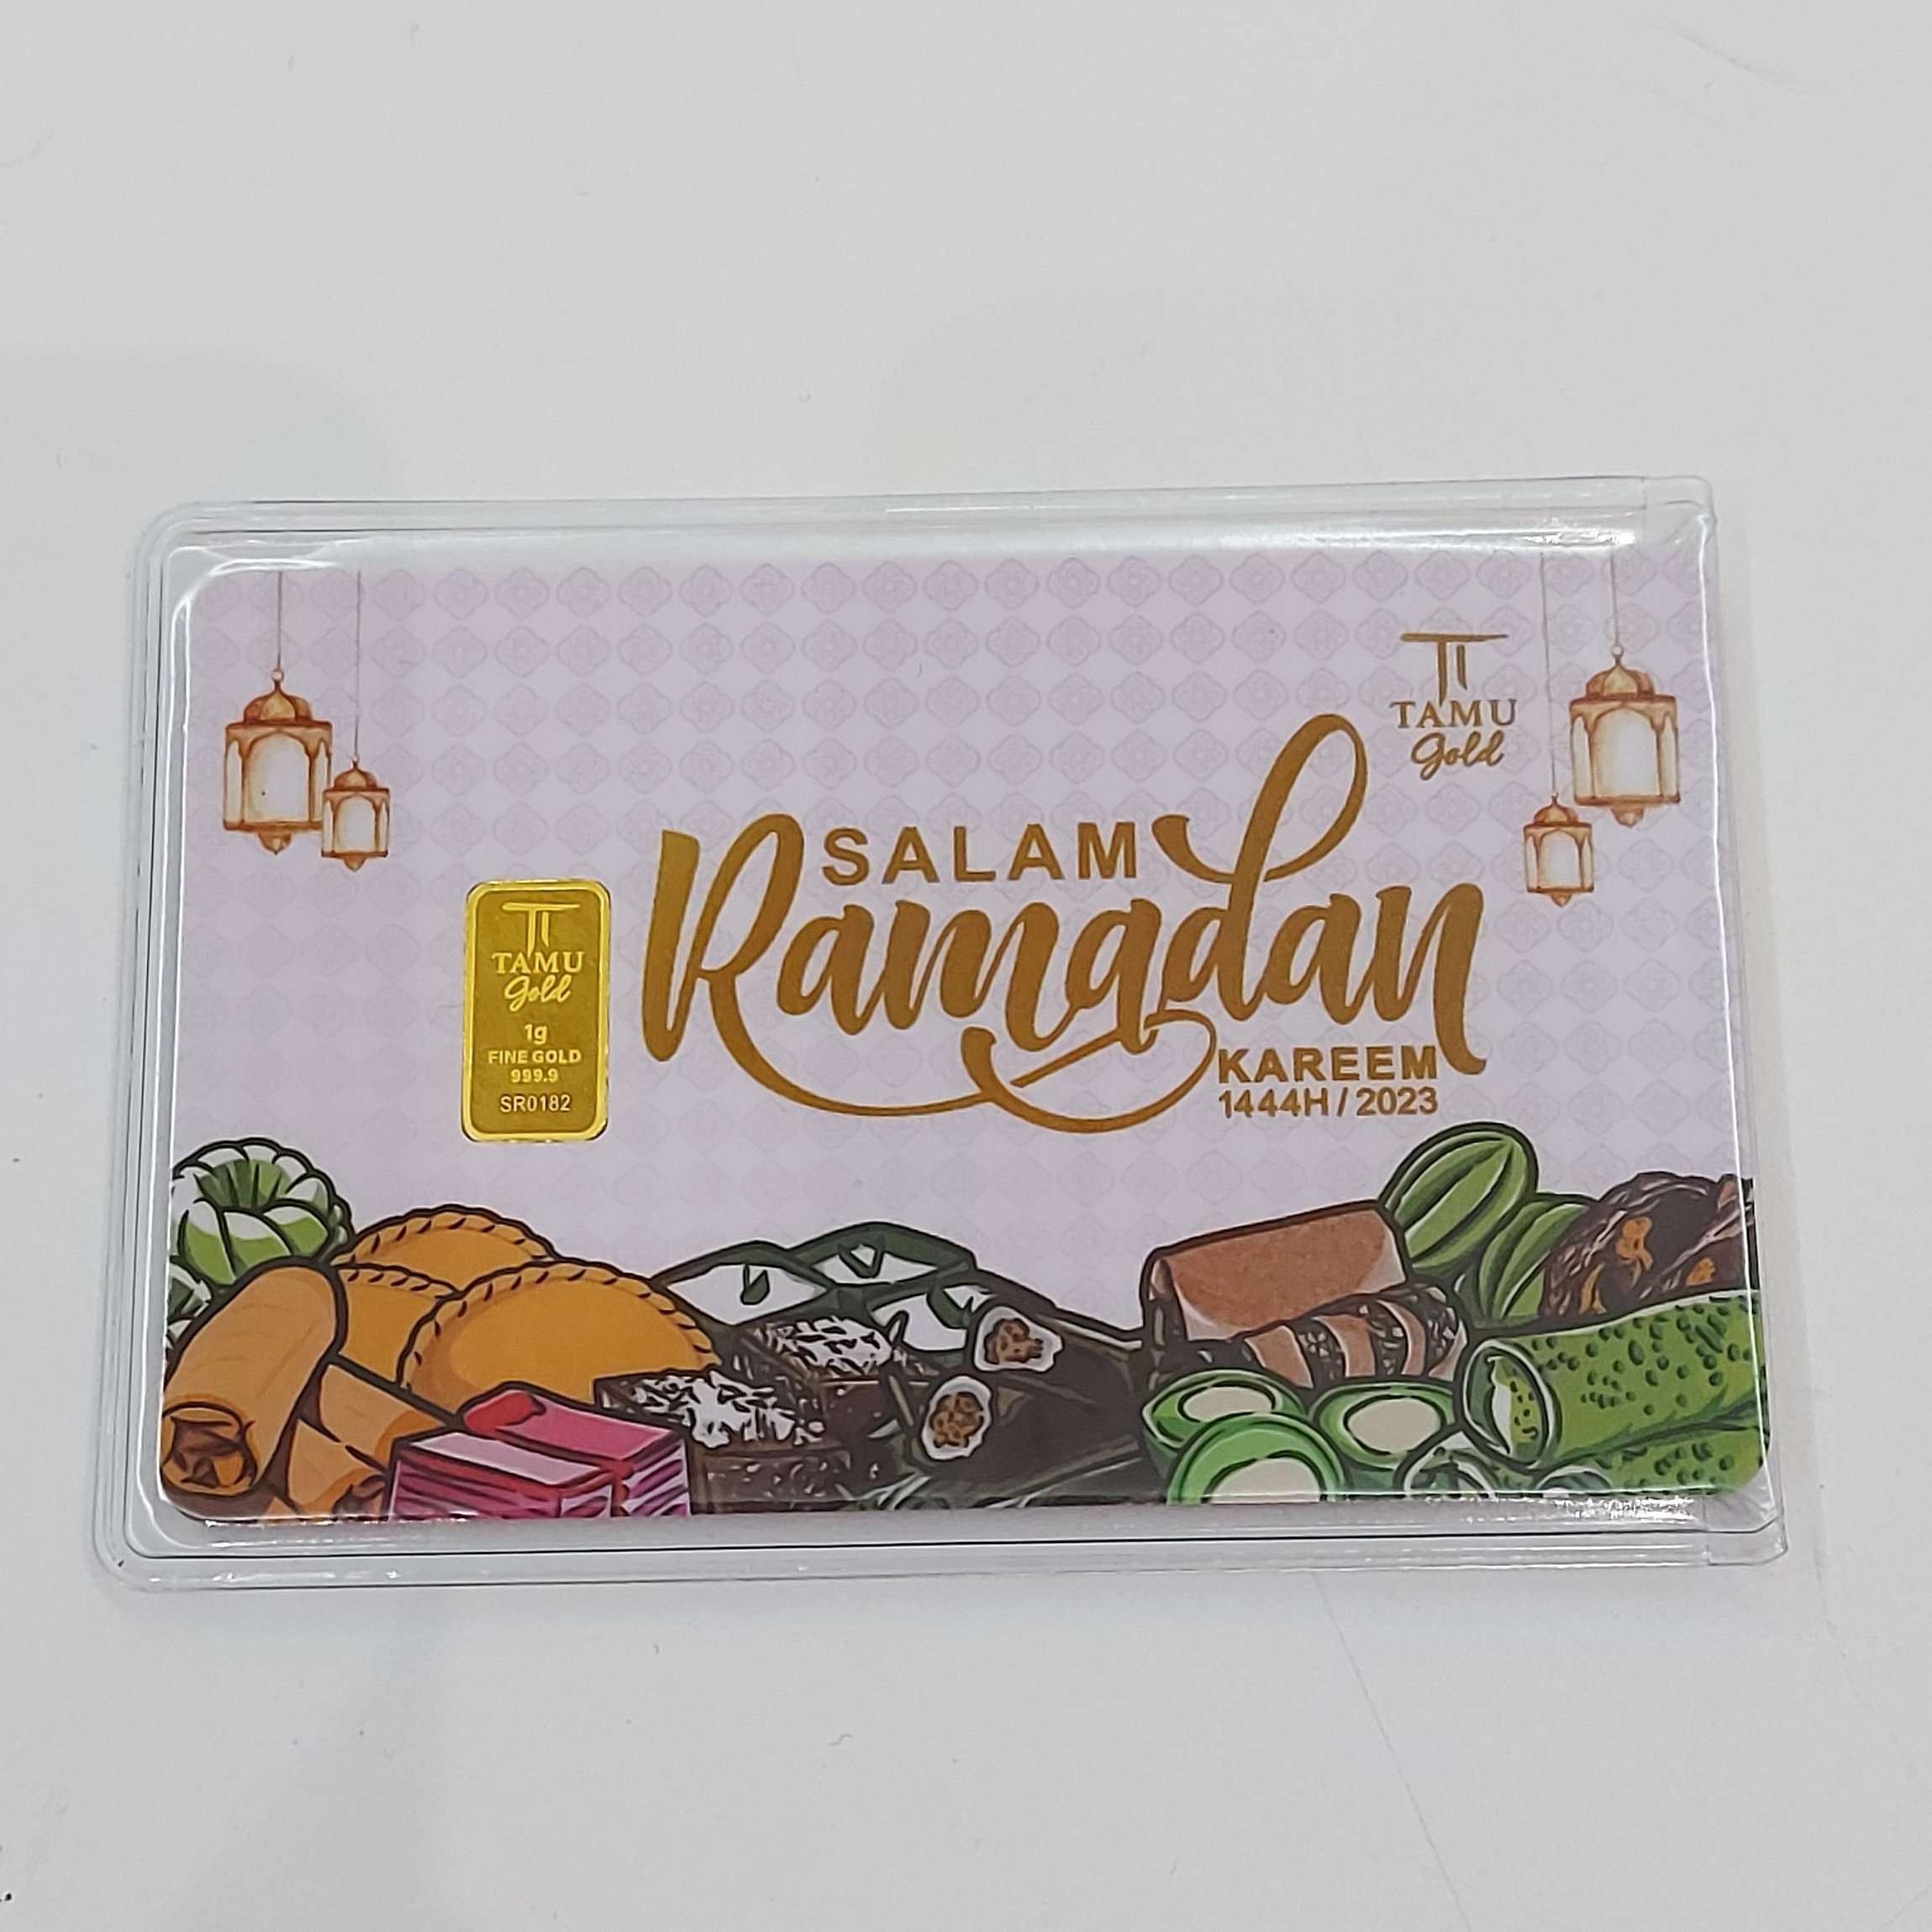 TAMU
Gold
SALAM
Ramadan
KAREEM
1444H / 2023
TAMU
Gold
1g
FINE GOLD
999.9
SR0182